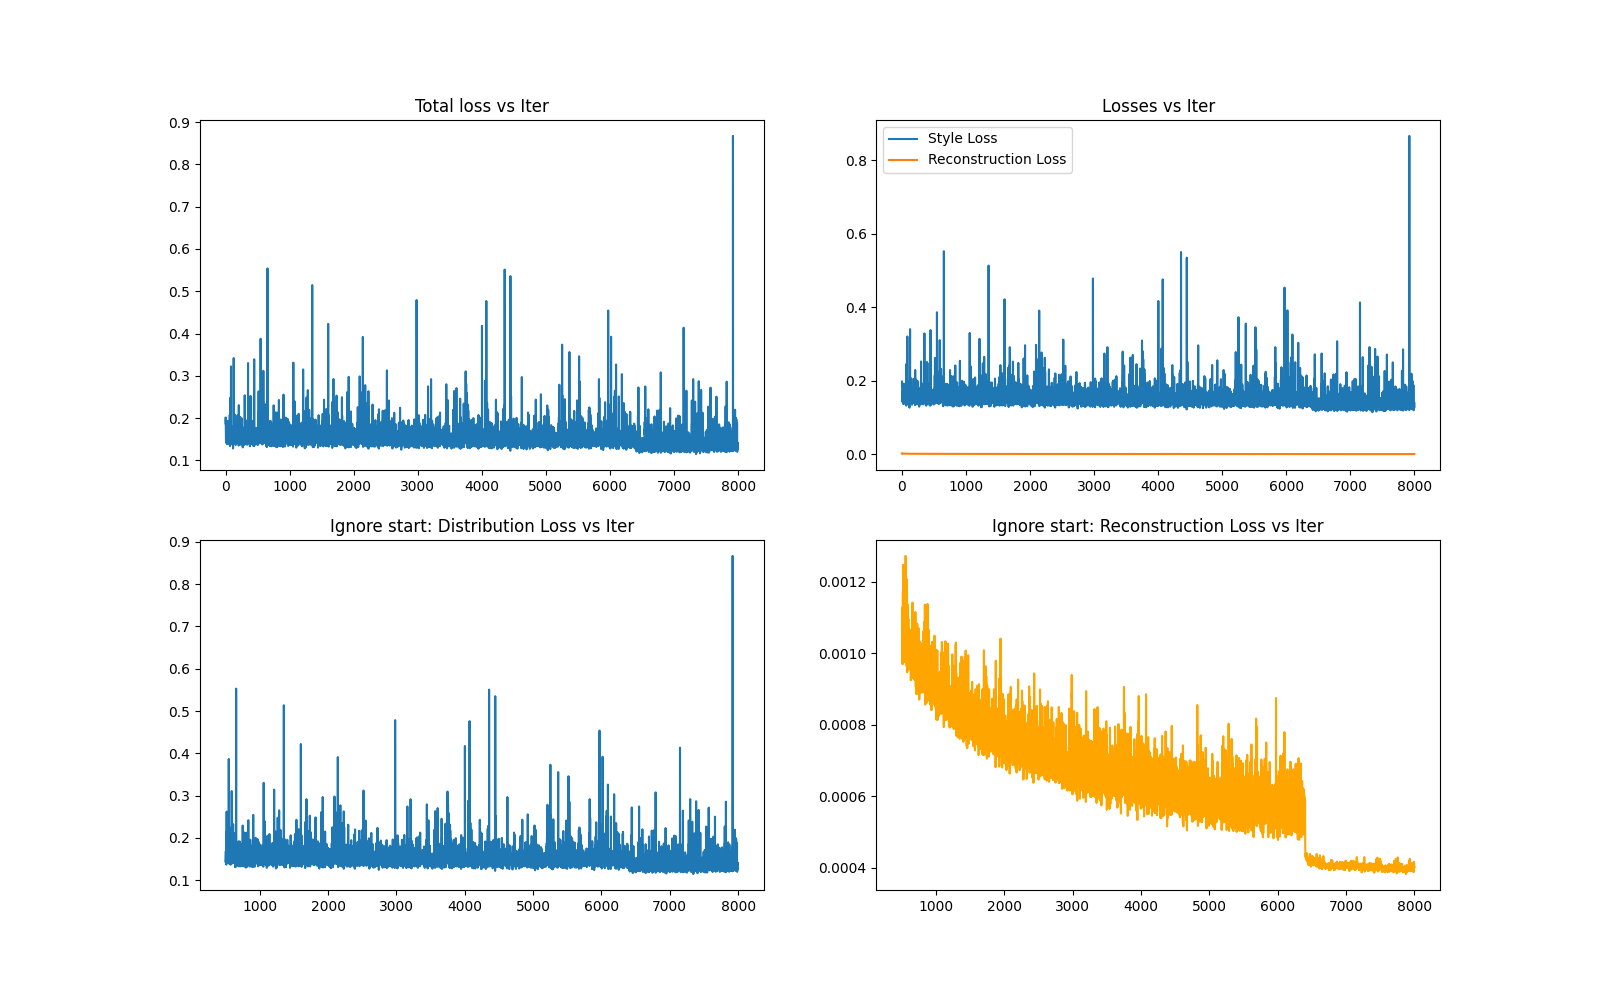 Total loss vs Iter
0.9
0.8
0.7
0.6
0.5
0.4
0.3
0.2
0.1
0 1000 2000 3000 4000 5000 6000 7000 8000
Losses vs Iter
Style Loss
Reconstruction Loss
0.8
0.6
0.4
0.2
0.0
0 1000 2000 3000 4000 5000 6000 7000 8000
Ignore start: Distribution Loss vs Iter
0.9
0.8
0.7
0.6
0.5
0.4
0.3
0.2
0.1
1000 2000 3000 4000 5000 6000 7000 8000
Ignore start: Reconstruction Loss vs Iter
0.0012
0.0010
0.0008
0.0006
0.0004
1000 2000 3000 4000 5000 6000 7000 8000